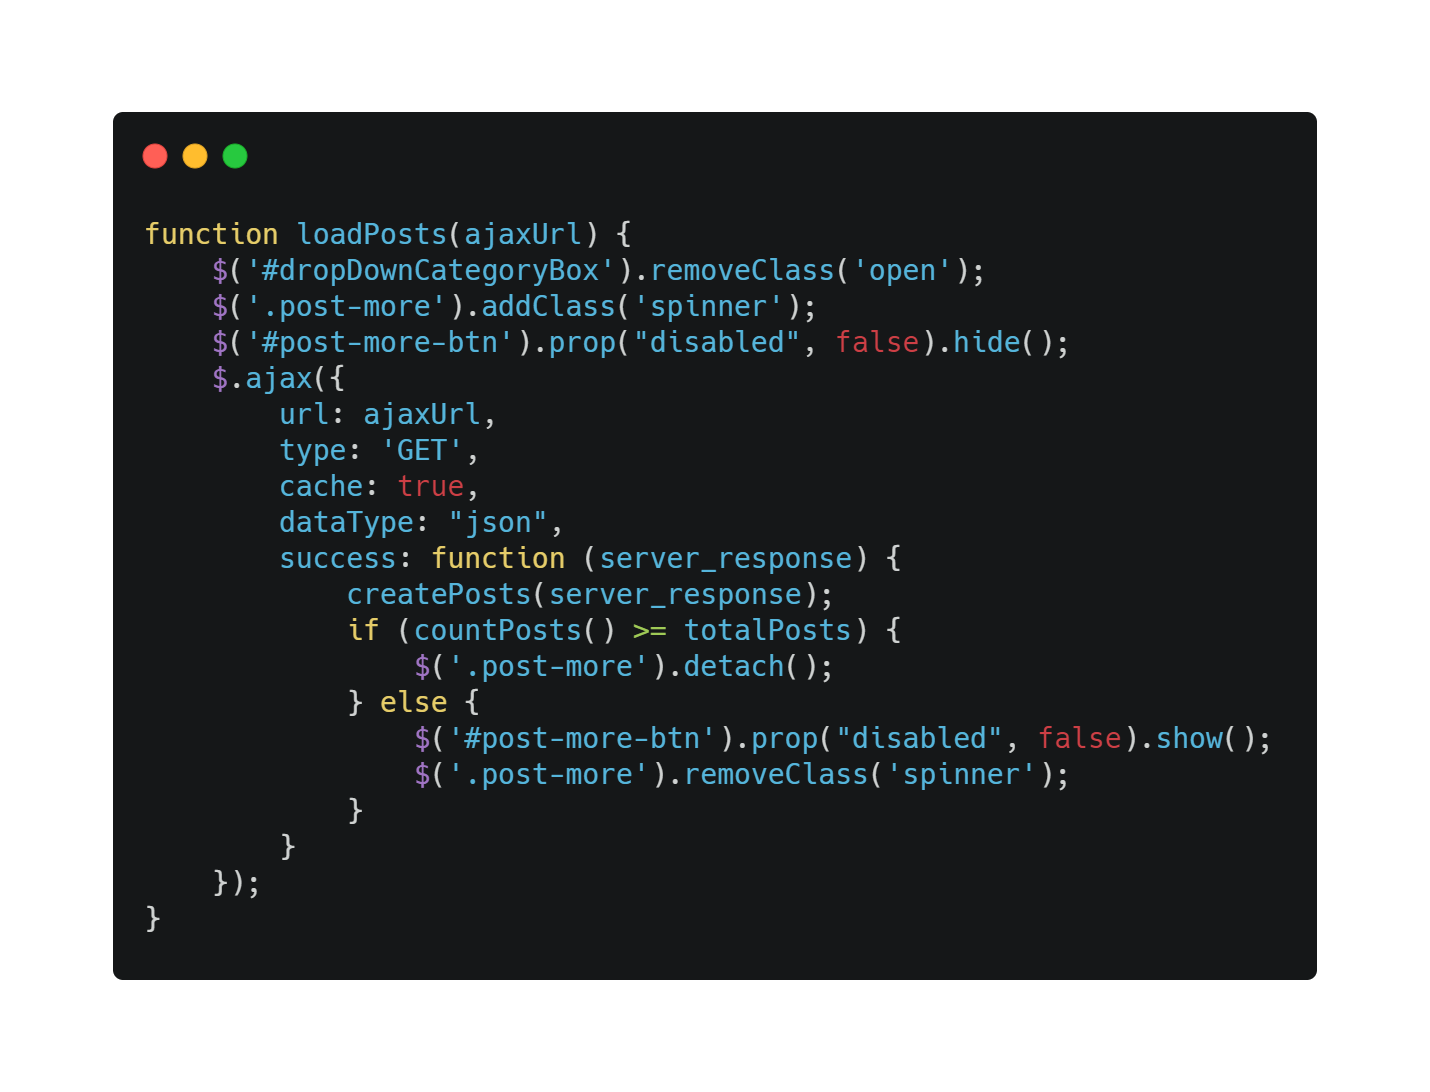 function loadPosts(ajaxUrl) {
    $('#dropDownCategoryBox').removeClass('open');
    $('.post-more').addClass('spinner');
    $('#post-more-btn').prop("disabled", false).hide();
    $.ajax({
        url: ajaxUrl,
        type: 'GET',
        cache: true,
        dataType: "json",
        success: function (server_response) {
            createPosts(server_response);
            if (countPosts() >= totalPosts) {
                $('.post-more').detach();
            } else {
                $('#post-more-btn').prop("disabled", false).show();
                $('.post-more').removeClass('spinner');
            }
        }
    });
}